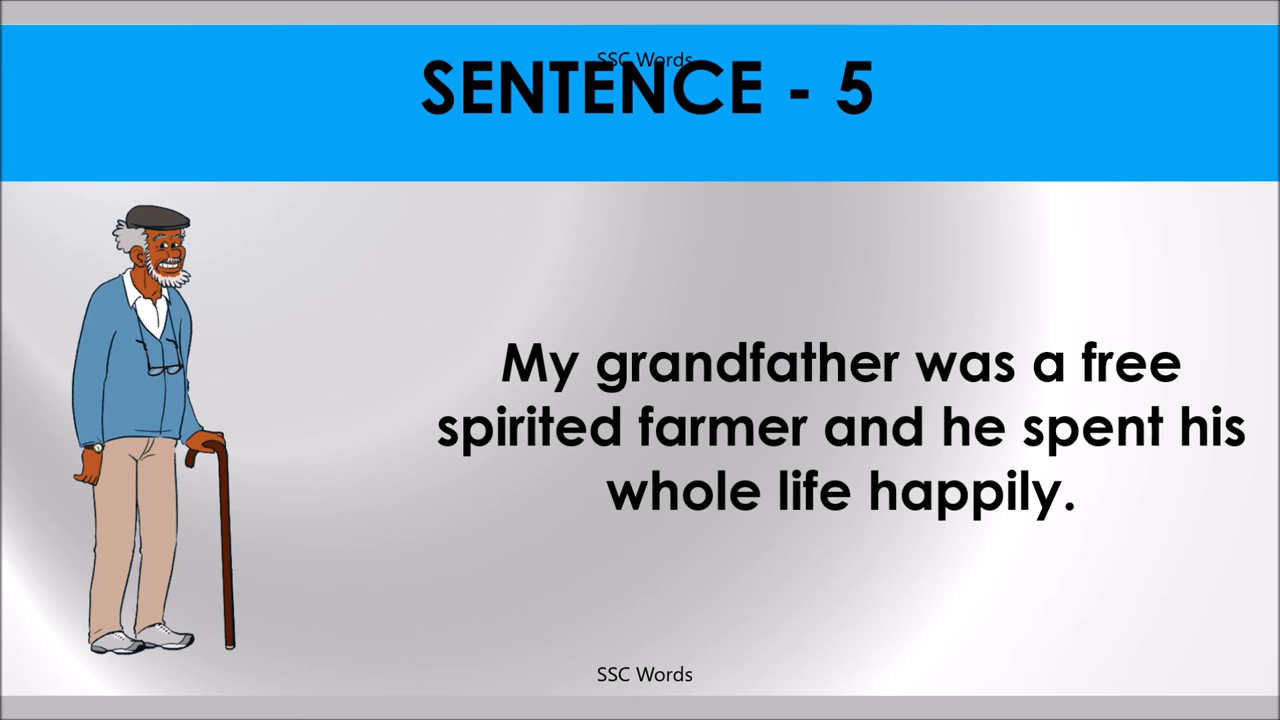 SSC Words
SENTENCE - 5
My grandfather was a free
spirited farmer and he spent his
whole life happily.
SSC Words